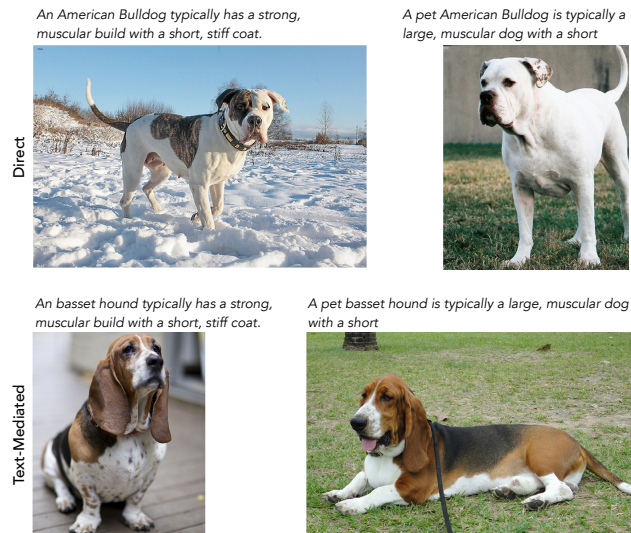 An American Bulldog typically has a strong,
muscular build with a short, stiff coat.
A pet American Bulldog is typically a
large, muscular dog with a short
Direct
An basset hound typically has a strong,
muscular build with a short, stiff coat.
A pet basset hound is typically a large, muscular dog
with a short
Text-Mediated